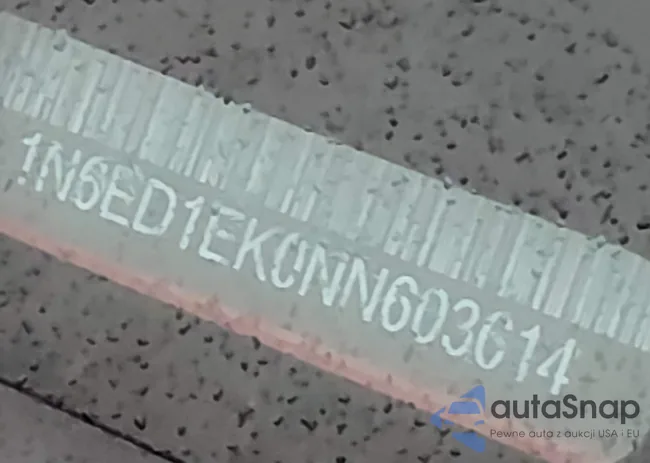 1N6ED1EK0NN603614
autaSnap
Pewne auta z aukcji USA i EU